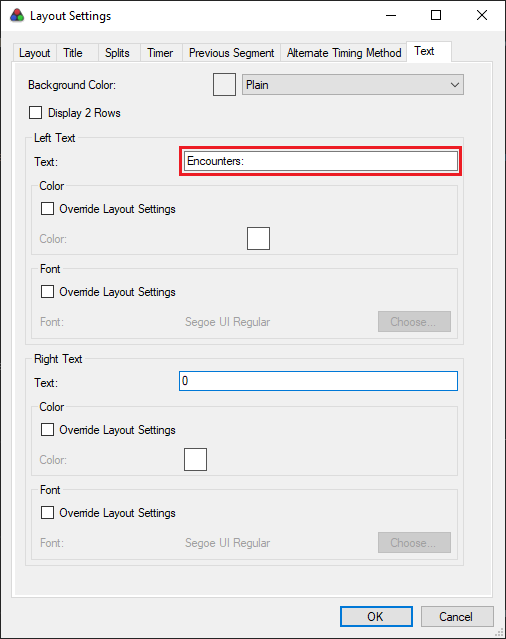 Layout Settings
Layout Title Splits Timer Previous Segment Alternate Timing Method Text
Background Color: Plain
Display 2 Rows
Left Text
Text: Encounters:
Color
Override Layout Settings
Color:
Font
Override Layout Settings
Font: Segoe UI Regular Choose...
Right Text
Text: 0
Color
Override Layout Settings
Color:
Font
Override Layout Settings
Font: Segoe UI Regular Choose...
OK Cancel